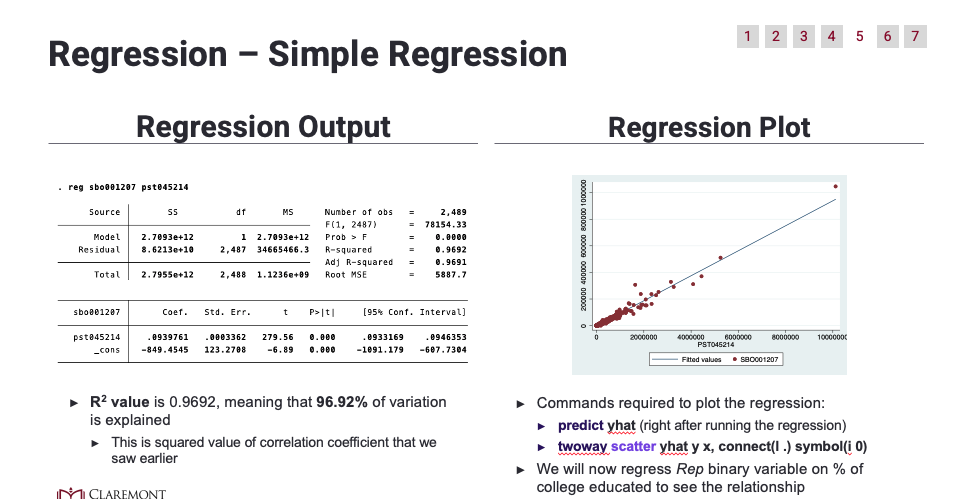 Regression – Simple Regression
1 2 3 4 5 6 7
Regression Output
. reg sbo001207 pst045214
Source SS df MS Number of obs = 2,489
F(1, 2487) = 78154.33
Model 2.7093e+12 1 2.7093e+12 Prob > F = 0.0000
Residual 8.6213e+10 2,487 34665466.3 R-squared = 0.9692
Adj R-squared = 0.9691
Total 2.7955e+12 2,488 1.1236e+09 Root MSE = 5887.7
sbo001207 Coef. Std. Err. t P>|t| [95% Conf. Interval]
pst045214 .0939761 .0003362 279.56 0.000 .0933169 .0946353
_cons -849.4545 123.2708 -6.89 0.000 -1091.179 -607.7304
► R² value is 0.9692, meaning that 96.92% of variation
is explained
► This is squared value of correlation coefficient that we
saw earlier
CLAREMONT
Regression Plot
0 200000 400000 600000 800000 1000000
0 2000000 4000000 6000000 8000000 10000000
PST045214
Fitted values SBO001207
► Commands required to plot the regression:
► predict yhat (right after running the regression)
► twoway scatter yhat y x, connect(l .) symbol(i 0)
► We will now regress Rep binary variable on % of
college educated to see the relationship